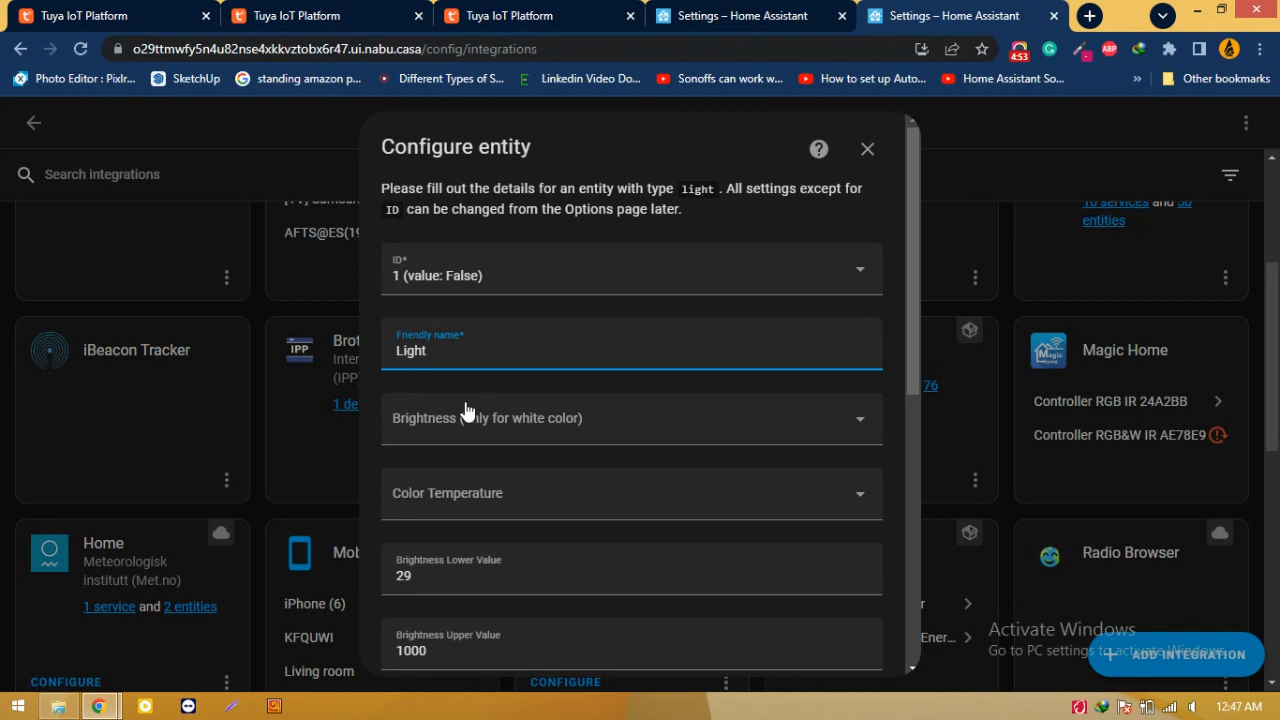 Tuya IoT Platform
Tuya IoT Platform
Tuya IoT Platform
Settings – Home Assistant
Settings – Home Assistant
o29ttmwfy5n4u82nse4xkkvztobx6r47.ui.nabu.casa/config/integrations
4:53
ABP
Photo Editor : Pixlr...
SketchUp
standing amazon p...
Different Types of S...
Linkedin Video Do...
Sonoffs can work w...
How to set up Auto...
Home Assistant So...
»
Other bookmarks
Search integrations
Configure entity
Please fill out the details for an entity with type light . All settings except for
ID can be changed from the Options page later.
ID*
1 (value: False)
Friendly name*
Light
Brightness (only for white color)
Color Temperature
Brightness Lower Value
29
Brightness Upper Value
1000
AFTS@ES(19
and
entities
iBeacon Tracker
IPP
Brot
Inter
(IPP)
1 de
76
Magic Home
Magic Home
Controller RGB IR 24A2BB
Controller RGB&W IR AE78E9
Home
Meteorologisk
institutt (Met.no)
1 service and 2 entities
CONFIGURE
Mob
iPhone (6)
KFQUWI
Living room
CONFIGURE
Ener...
Radio Browser
Activate Windows
Go to PC settings to activate Windows.
ADD INTEGRATION
12:47 AM